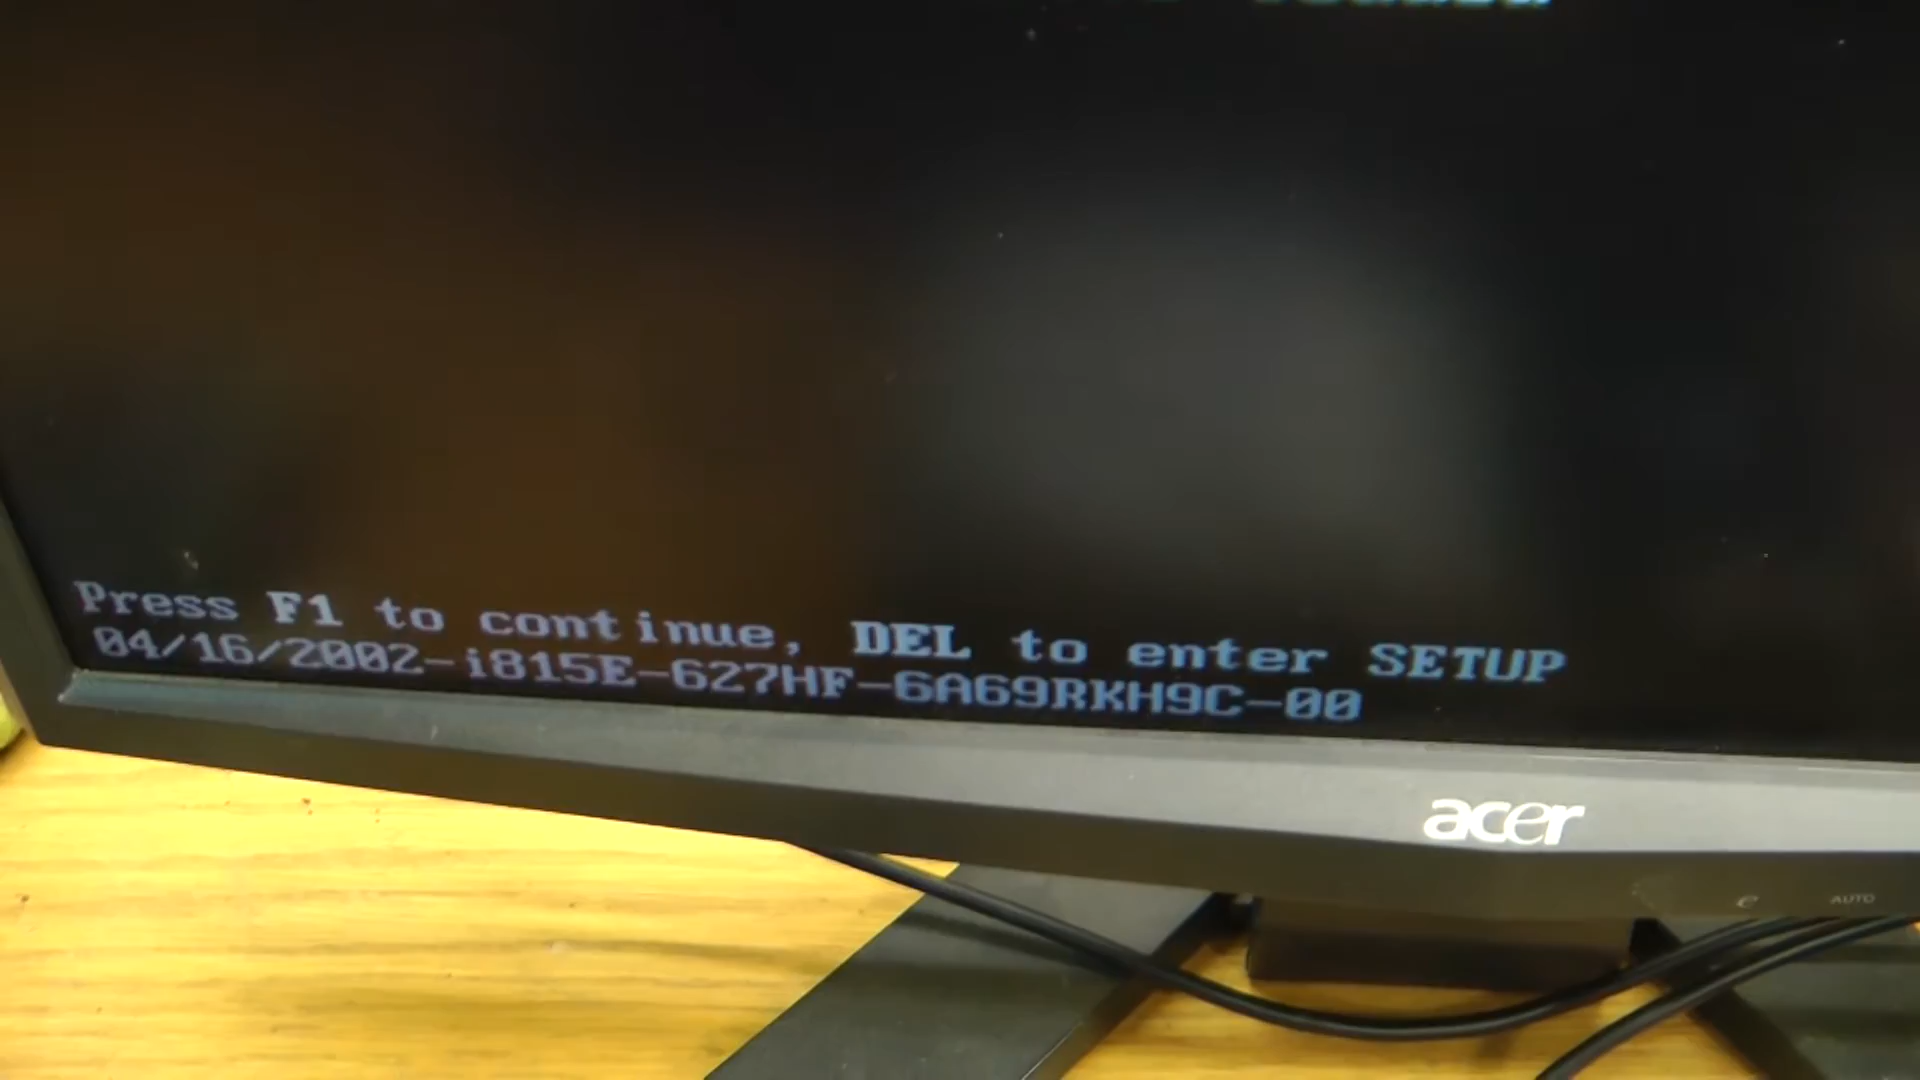 Press F1 to continue, DEL to enter SETUP
04/16/2002-i815E-627HF-6A69RKH9C-00
acer
e AUTO